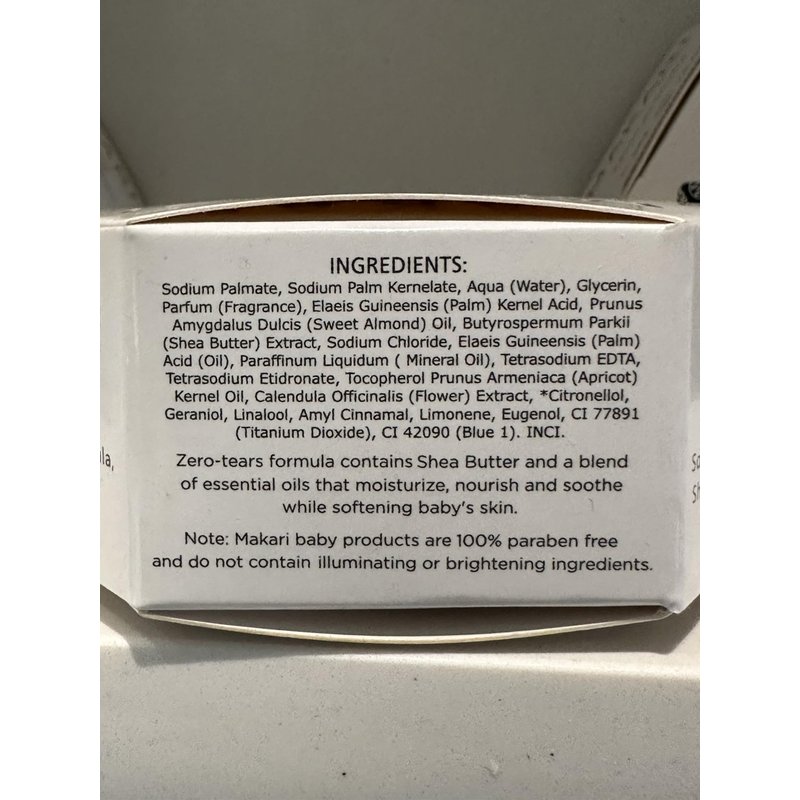 INGREDIENTS:
Sodium Palmate, Sodium Palm Kernelate, Aqua (Water), Glycerin,
Parfum (Fragrance), Elaeis Guineensis (Palm) Kernel Acid, Prunus
Amygdalus Dulcis (Sweet Almond) Oil, Butyrospermum Parkii
(Shea Butter) Extract, Sodium Chloride, Elaeis Guineensis (Palm)
Acid (Oil), Paraffinum Liquidum ( Mineral Oil), Tetrasodium EDTA,
Tetrasodium Etidronate, Tocopherol Prunus Armeniaca (Apricot)
Kernel Oil, Calendula Officinalis (Flower) Extract, *Citronellol,
Geraniol, Linalool, Amyl Cinnamal, Limonene, Eugenol, CI 77891
(Titanium Dioxide), CI 42090 (Blue 1). INCI.
Zero-tears formula contains Shea Butter and a blend
of essential oils that moisturize, nourish and soothe
while softening baby's skin.
Note: Makari baby products are 100% paraben free
and do not contain illuminating or brightening ingredients.